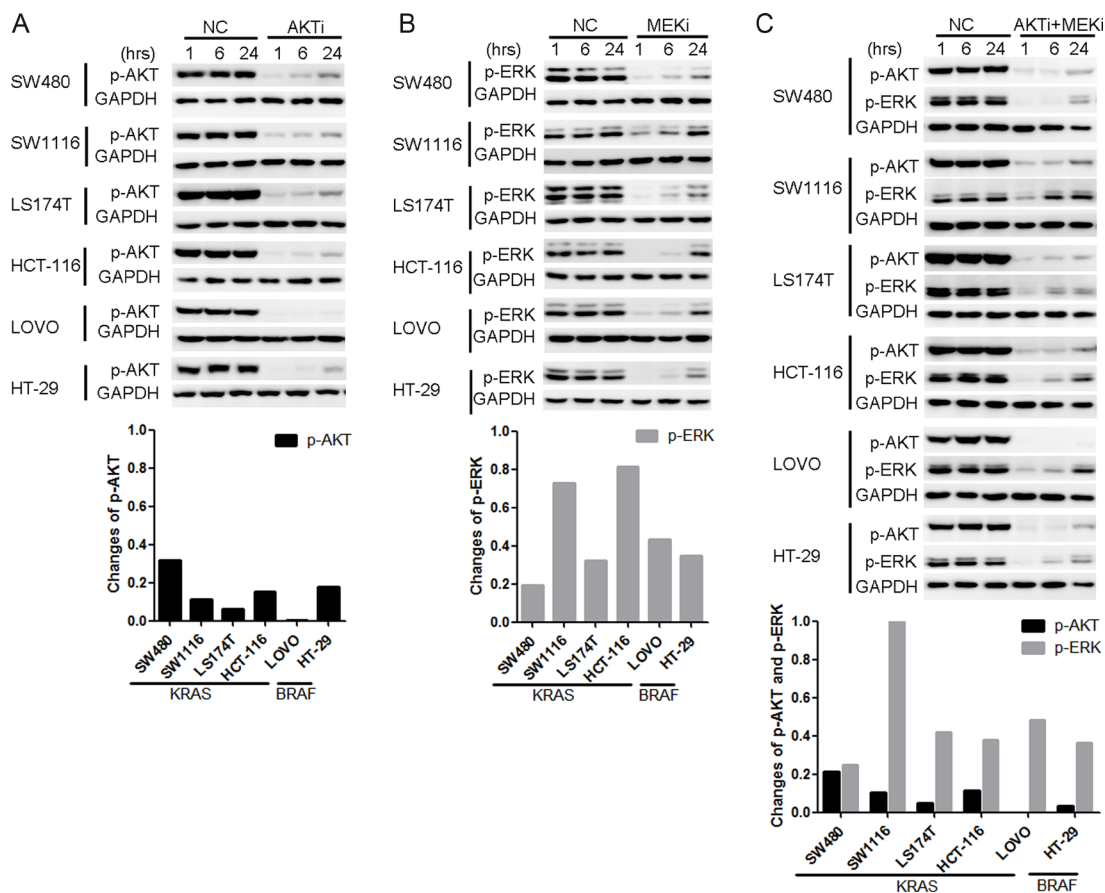 A
NC AKTi
(hrs) 1 6 24 1 6 24
SW480 p-AKT
GAPDH
SW1116 p-AKT
GAPDH
LS174T p-AKT
GAPDH
HCT-116 p-AKT
GAPDH
LOVO p-AKT
GAPDH
HT-29 p-AKT
GAPDH
p-AKT
Changes of p-AKT
1.0
0.8
0.6
0.4
0.2
0.0
SW480 SW1116 LS174T HCT-116 LOVO HT-29
KRAS BRAF
B
NC MEKi
(hrs) 1 6 24 1 6 24
SW480 p-ERK
GAPDH
SW1116 p-ERK
GAPDH
LS174T p-ERK
GAPDH
HCT-116 p-ERK
GAPDH
LOVO p-ERK
GAPDH
HT-29 p-ERK
GAPDH
p-ERK
Changes of p-ERK
1.0
0.8
0.6
0.4
0.2
0.0
SW480 SW1116 LS174T HCT-116 LOVO HT-29
KRAS BRAF
C
NC AKTi+MEKi
(hrs) 1 6 24 1 6 24
SW480 p-AKT
p-ERK
GAPDH
SW1116 p-AKT
p-ERK
GAPDH
LS174T p-AKT
p-ERK
GAPDH
HCT-116 p-AKT
p-ERK
GAPDH
LOVO p-AKT
p-ERK
GAPDH
HT-29 p-AKT
p-ERK
GAPDH
p-AKT
p-ERK
Changes of p-AKT and p-ERK
1.0
0.8
0.6
0.4
0.2
0.0
SW480 SW1116 LS174T HCT-116 LOVO HT-29
KRAS BRAF